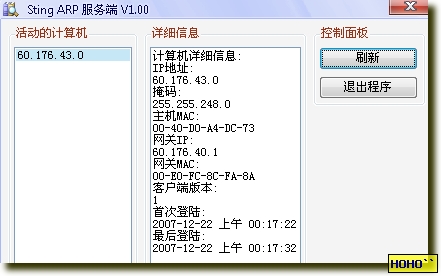 Sting ARP 服务端 V1.00
活动的计算机
60.176.43.0
详细信息
计算机详细信息:
IP地址:
60.176.43.0
掩码:
255.255.248.0
主机MAC:
00-40-D0-A4-DC-73
网关IP:
60.176.40.1
网关MAC:
00-E0-FC-8C-FA-8A
客户端版本:
1
首次登陆:
2007-12-22 上午 00:17:22
最后登陆:
2007-12-22 上午 00:17:32
控制面板
刷新
退出程序
HOHO